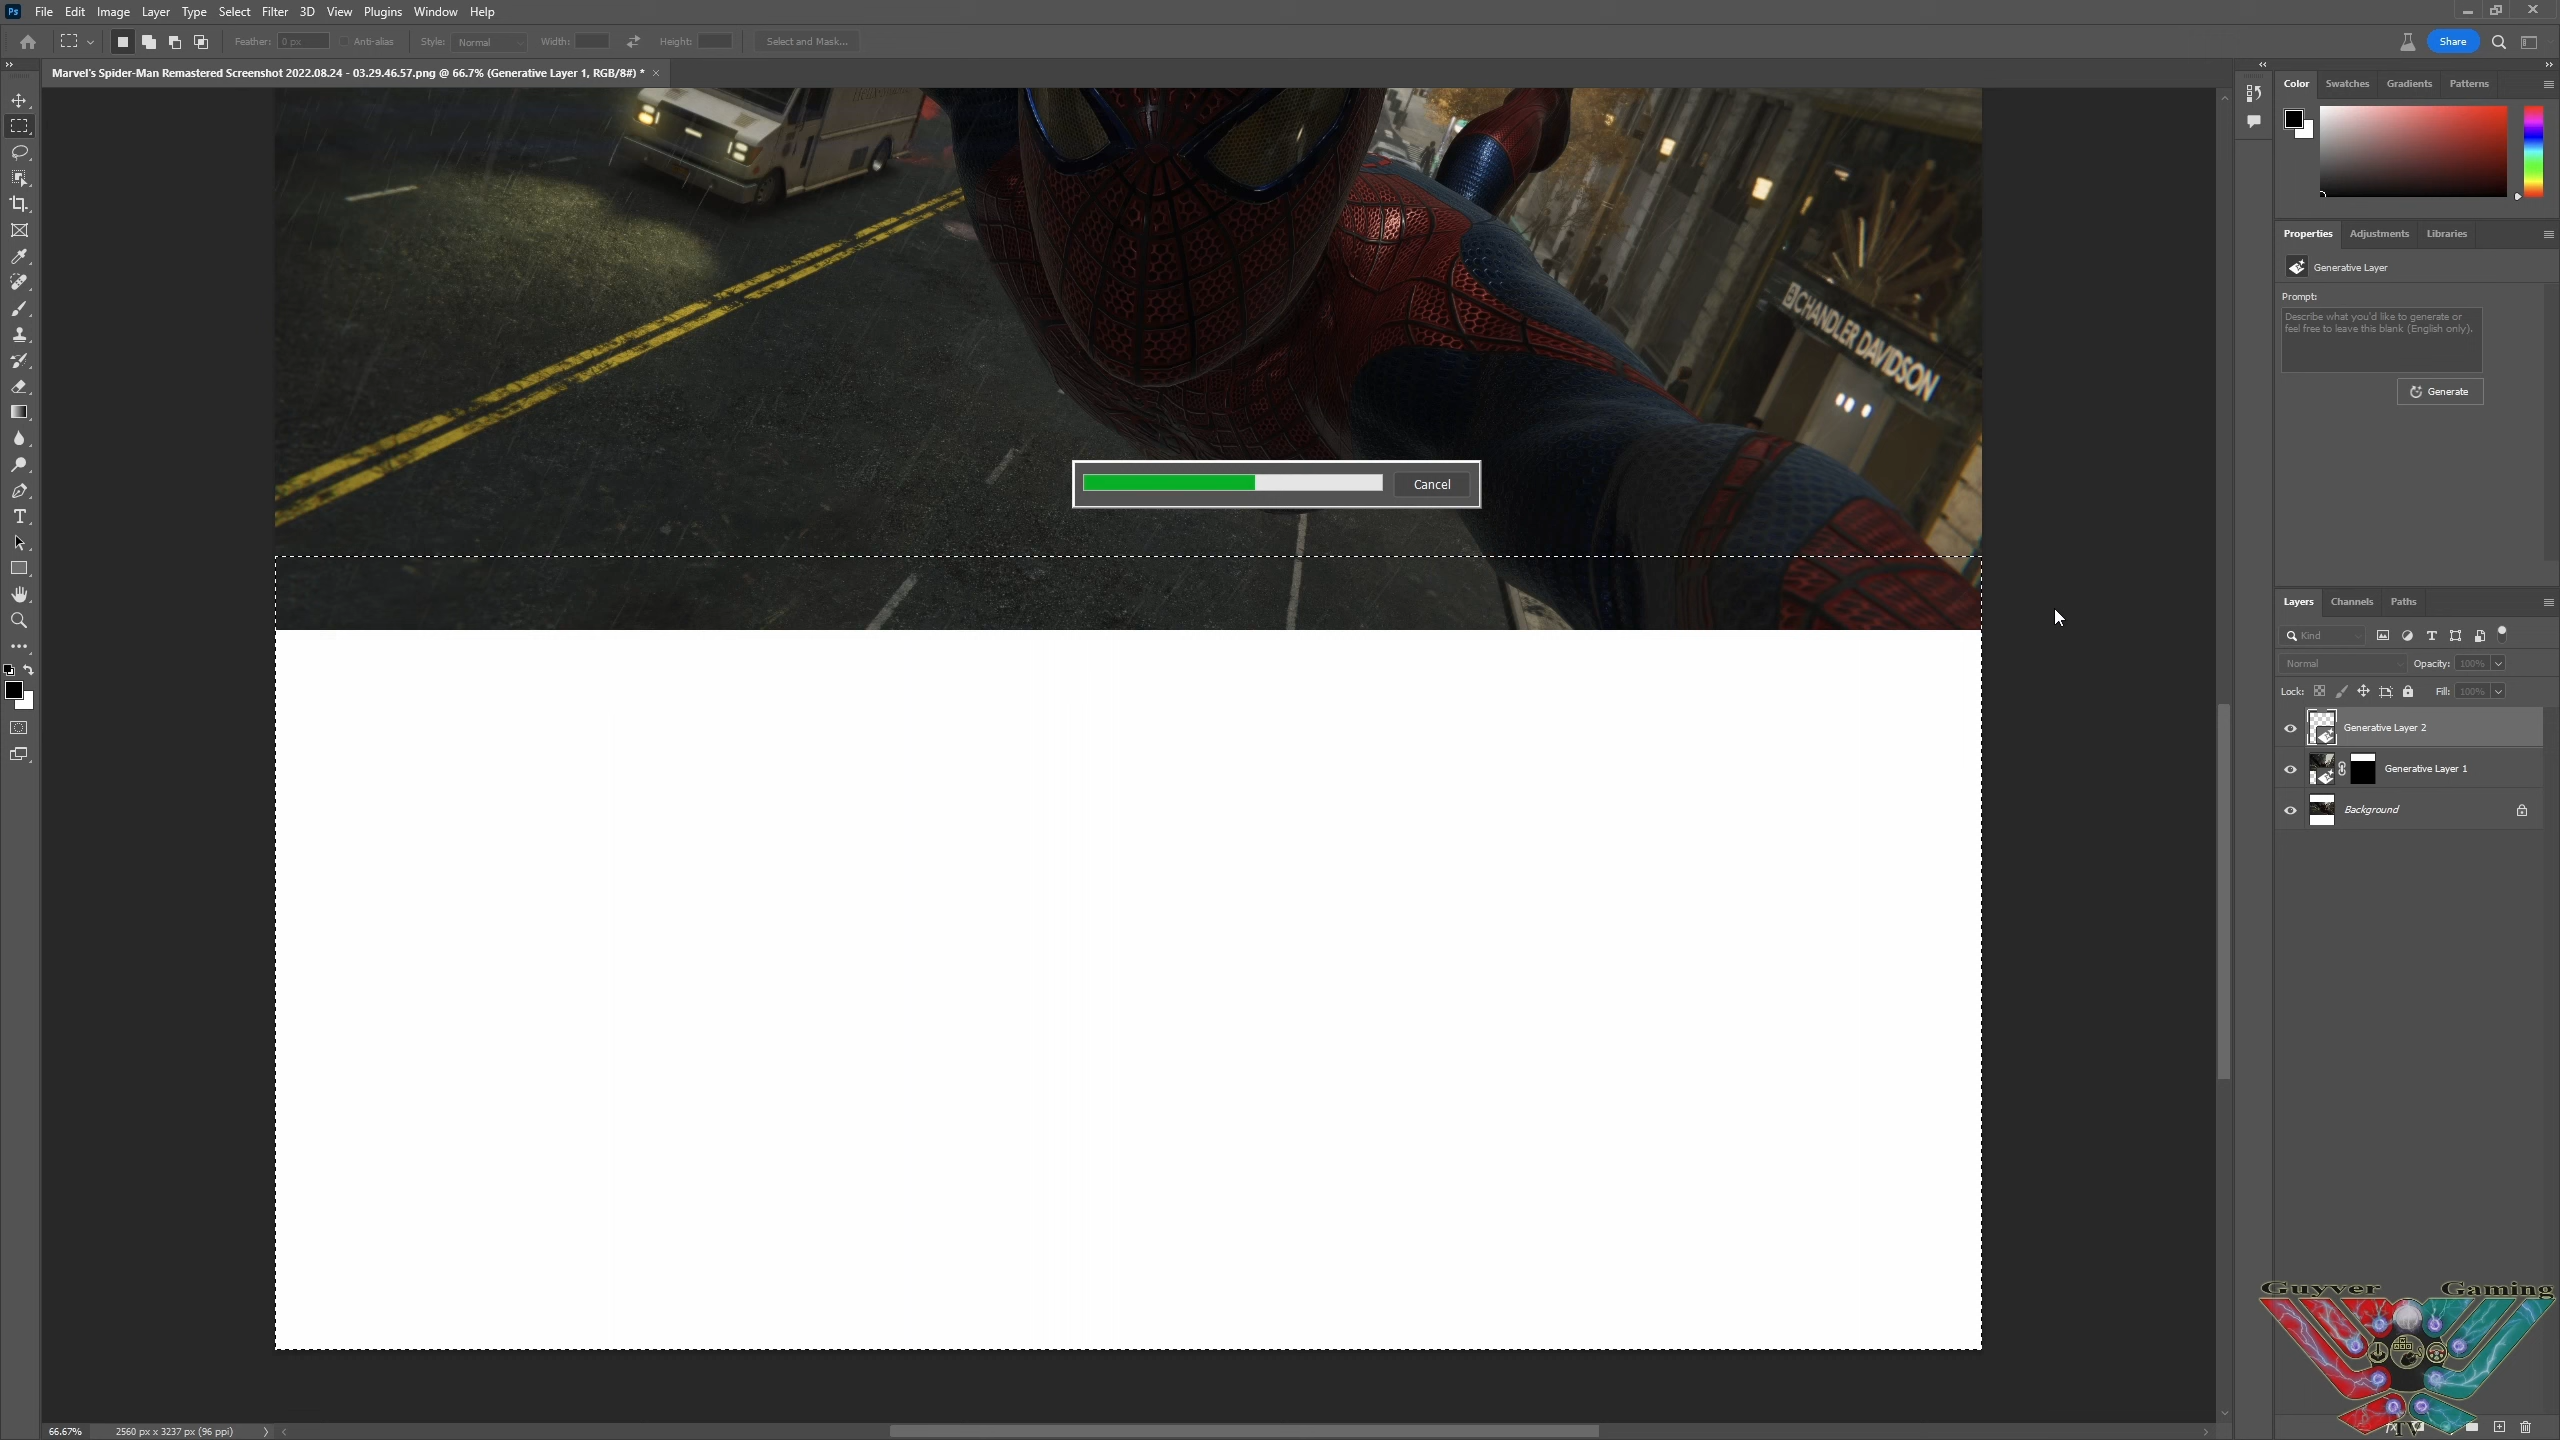 Ps File Edit Image Layer Type Select Filter 3D View Plugins Window Help
Feather: 0 px Anti-alias Style: Normal Width: Height: Select and Mask... Share
Marvel's Spider-Man Remastered Screenshot 2022.08.24 - 03.29.46.57.png @ 66.7% (Generative Layer 1, RGB/8#) *
Color Swatches Gradients Patterns
Properties Adjustments Libraries
Generative Layer
Prompt:
Describe what you'd like to generate or
feel free to leave this blank (English only).
Generate
CHANDLER DAVIDSON
Cancel
Layers Channels Paths
Kind
Normal Opacity: 100%
Lock: Fill: 100%
Generative Layer 2
Generative Layer 1
Background
Guyver Gaming
TV
66.67% 2560 px x 3237 px (96 ppi)